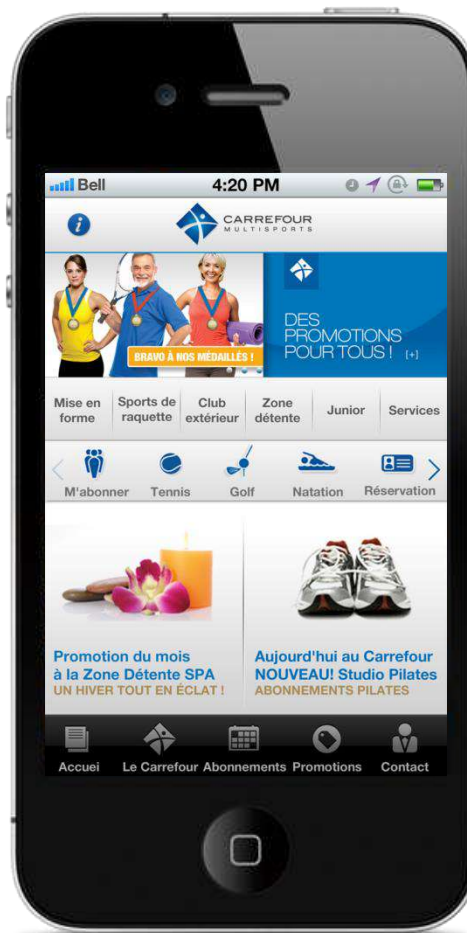 Bell 4:20 PM
i
CARREFOUR
MULTISPORTS
BRAVO À NOS MÉDAILLÉS !
DES
PROMOTIONS
POUR TOUS ! [+]
Mise en
forme
Sports de
raquette
Club
extérieur
Zone
détente
Junior
Services
M'abonner
Tennis
Golf
Natation
Réservation
Promotion du mois
à la Zone Détente SPA
UN HIVER TOUT EN ÉCLAT !
Aujourd'hui au Carrefour
NOUVEAU! Studio Pilates
ABONNEMENTS PILATES
Accuei
Le Carrefour
Abonnements
Promotions
Contact